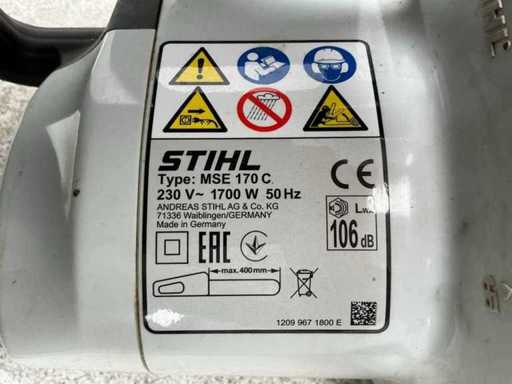 STIHL
Type: MSE 170 C
230 V~ 1700 W 50 Hz
ANDREAS STIHL AG & Co. KG
71336 Waiblingen/GERMANY
Made in Germany
CE
LWA
106 dB
EAC
max. 400 mm
1209 967 1800 E